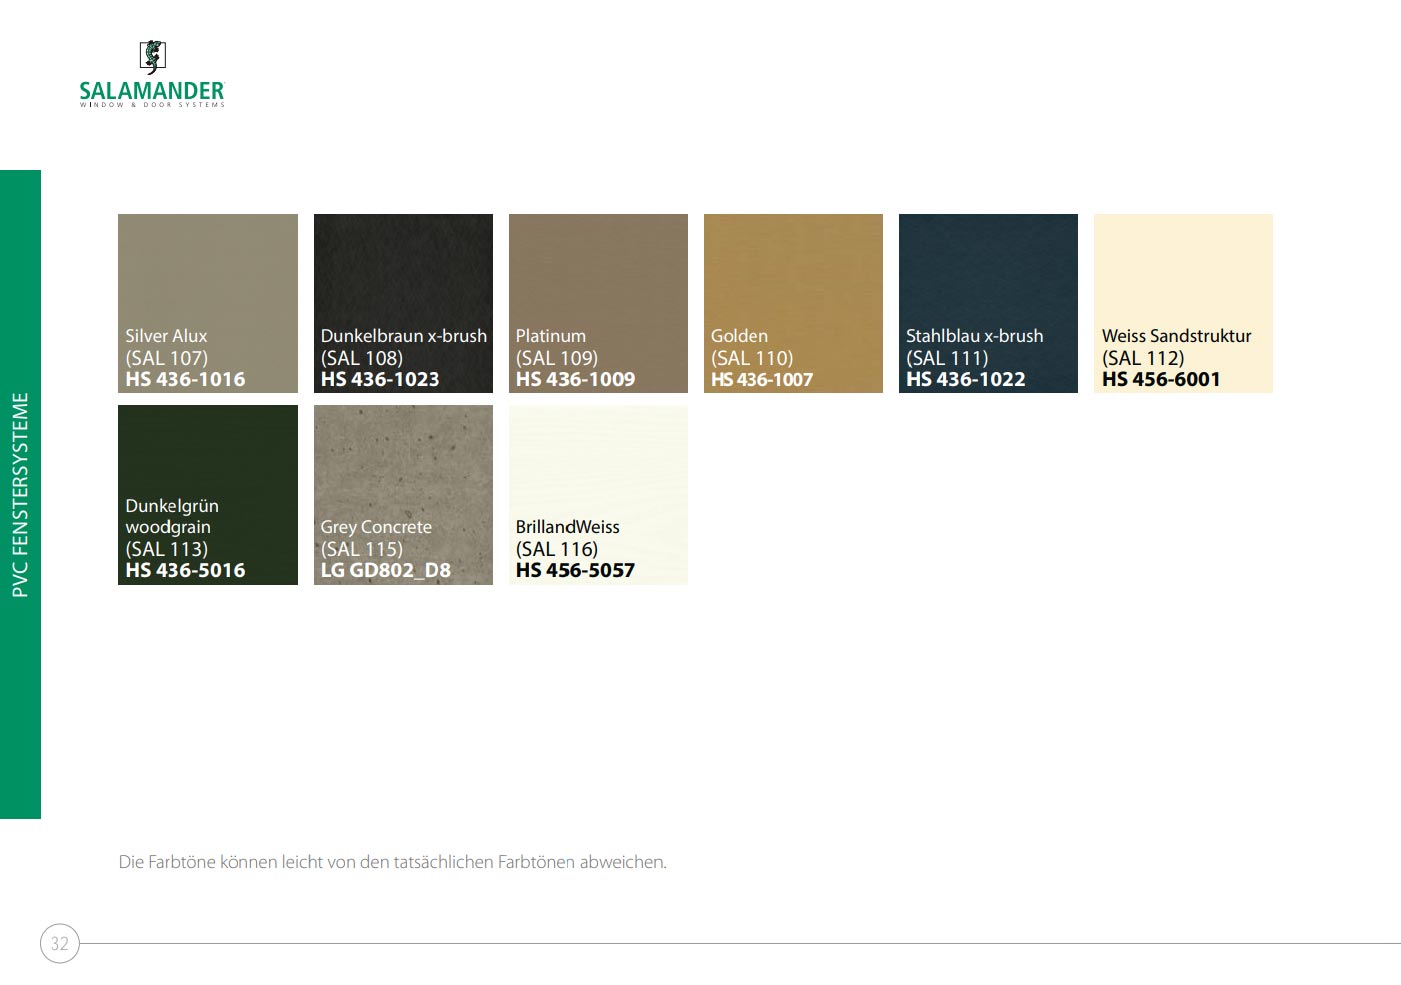 SALAMANDER
WINDOW & DOOR SYSTEMS
PVC FENSTERSYSTEME
Silver Alux
(SAL 107)
HS 436-1016
Dunkelbraun x-brush
(SAL 108)
HS 436-1023
Platinum
(SAL 109)
HS 436-1009
Golden
(SAL 110)
HS 436-1007
Stahlblau x-brush
(SAL 111)
HS 436-1022
Weiss Sandstruktur
(SAL 112)
HS 456-6001
Dunkelgrün
woodgrain
(SAL 113)
HS 436-5016
Grey Concrete
(SAL 115)
LG GD802_D8
BrillandWeiss
(SAL 116)
HS 456-5057
Die Farbtöne können leicht von den tatsächlichen Farbtönen abweichen.
32